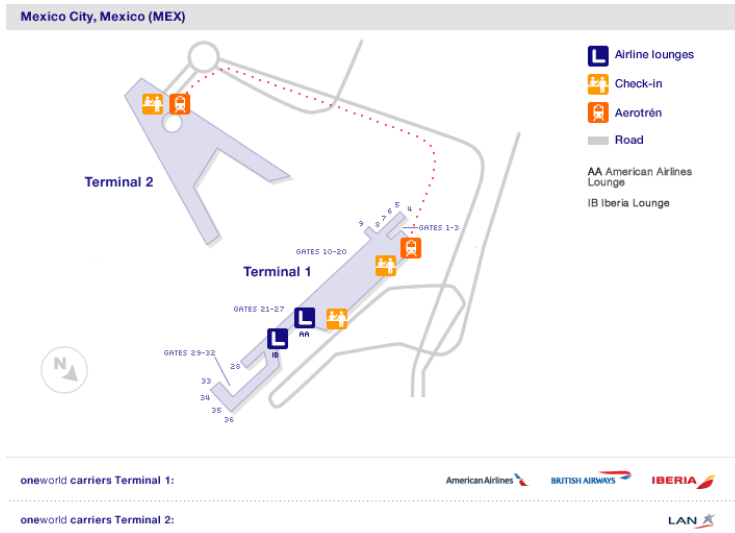 Mexico City, Mexico (MEX)
Airline lounges
Check-in
Aerotrén
Road
AA American Airlines
Lounge
IB Iberia Lounge
Terminal 2
5
6
4
7
9
8
GATES 1-3
GATES 10-20
Terminal 1
GATES 21-27
L
L
L
AA
IB
GATES 29-32
28
33
34
35
36
N
oneworld carriers Terminal 1:
American Airlines
BRITISH AIRWAYS
IBERIA
oneworld carriers Terminal 2:
LAN